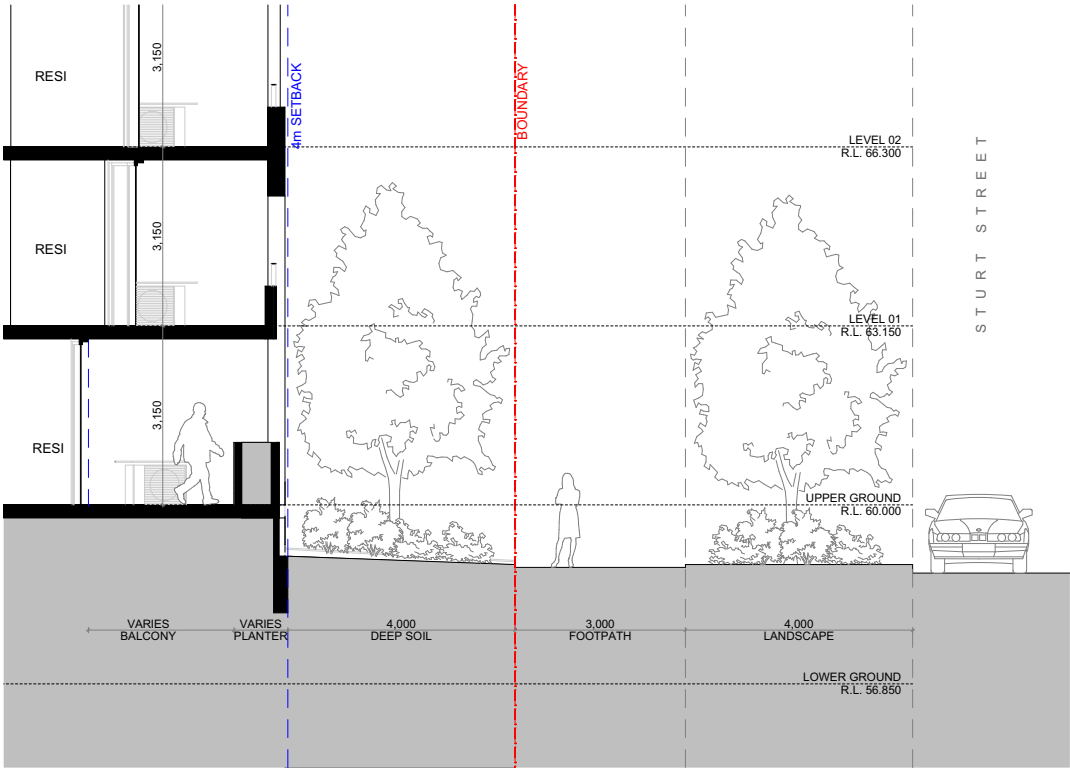 RESI
3,150
4m SETBACK
BOUNDARY
LEVEL 02
R.L. 66.300
STURT STREET
RESI
3,150
LEVEL 01
R.L. 63.150
RESI
3,150
UPPER GROUND
R.L. 60.000
VARIES
BALCONY
VARIES
PLANTER
4,000
DEEP SOIL
3,000
FOOTPATH
4,000
LANDSCAPE
LOWER GROUND
R.L. 56.850